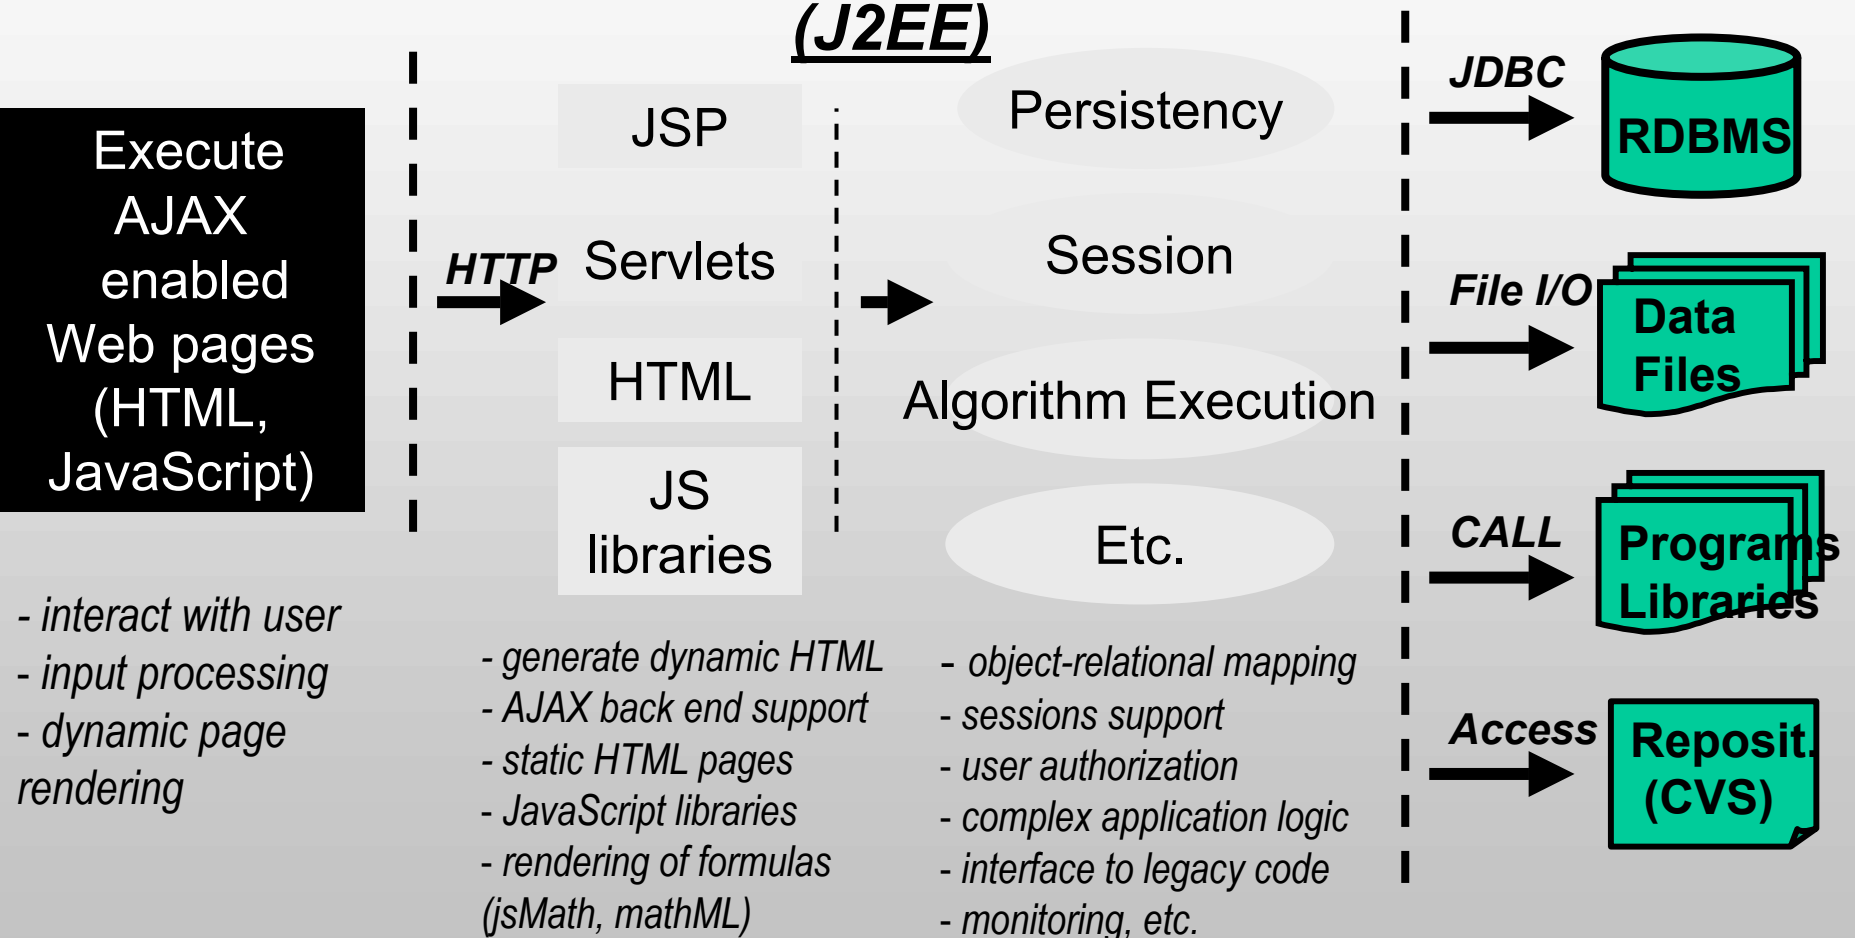 (J2EE)
Execute
AJAX
enabled
Web pages
(HTML,
JavaScript)
- interact with user
- input processing
- dynamic page
rendering
HTTP
JSP
Servlets
HTML
JS
libraries
- generate dynamic HTML
- AJAX back end support
- static HTML pages
- JavaScript libraries
- rendering of formulas
(jsMath, mathML)
Persistency
Session
Algorithm Execution
Etc.
- object-relational mapping
- sessions support
- user authorization
- complex application logic
- interface to legacy code
- monitoring, etc.
JDBC
RDBMS
File I/O
Data
Files
CALL
Programs
Libraries
Access
Reposit.
(CVS)